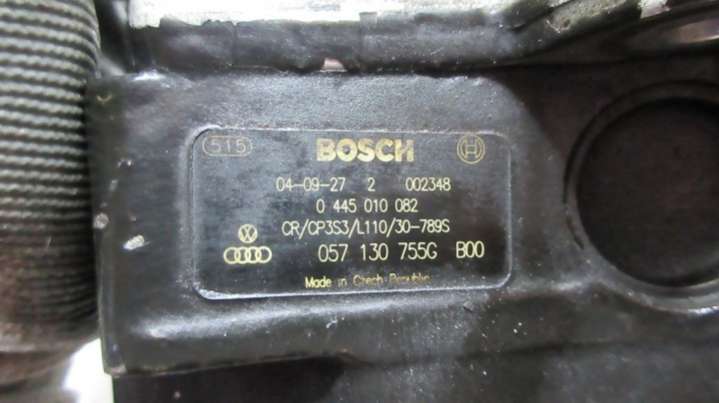 515 BOSCH
04-09-27 2 002348
0 445 010 082
CR/CP3S3/L110/30-789S
057 130 755G B00
Made in Czech Republic